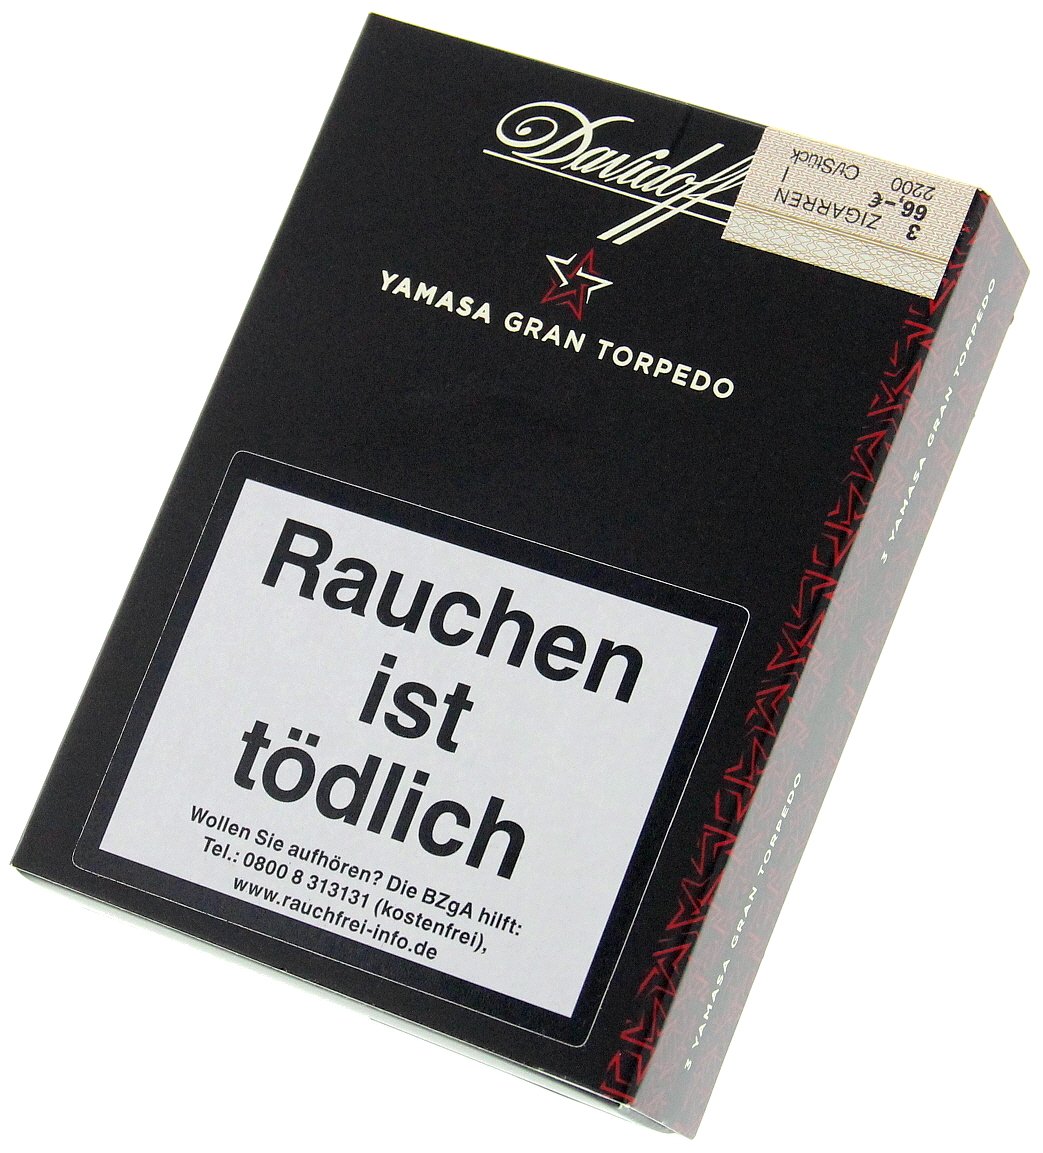 Davidoff
YAMASA GRAN TORPEDO
3 ZIGARREN I
66,-€
2200 Ct/Stück
Rauchen
ist
tödlich
Wollen Sie aufhören? Die BZgA hilft:
Tel.: 0800 8 313131 (kostenfrei),
www.rauchfrei-info.de
3 YAMASA GRAN TORPEDO
3 YAMASA GRAN TORPEDO